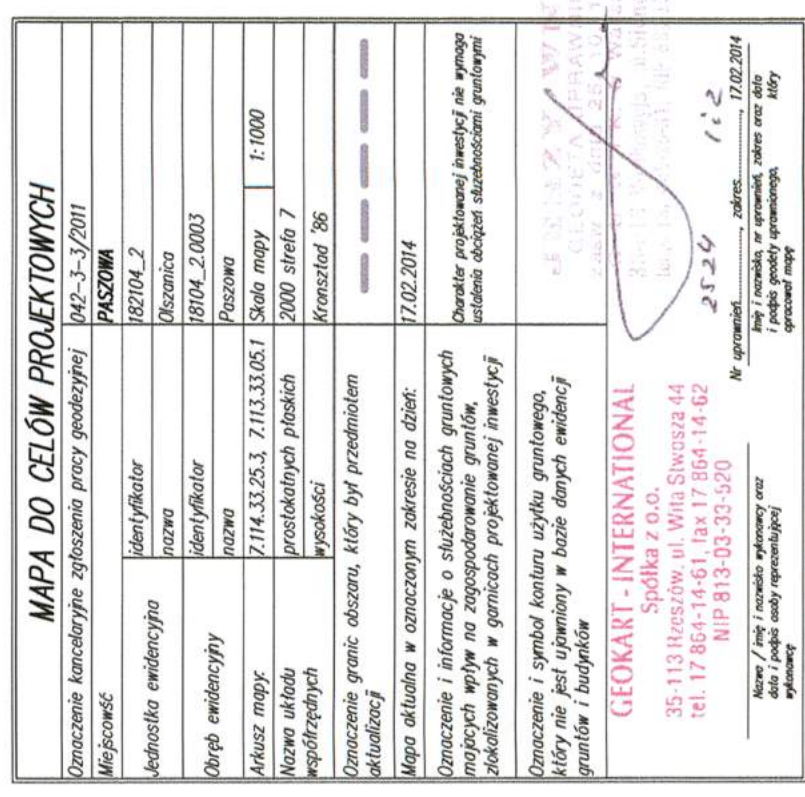 MAPA DO CELÓW PROJEKTOWYCH
Oznaczenie kancelaryjne zgłoszenia pracy geodezyjnej 042-3-3/2011
Miejscowość PASZOWA
Jednostka ewidencyjna identyfikator 182104_2
nazwa Olszanica
Obręb ewidencyjny identyfikator 18104_2.0003
nazwa Paszowa
Arkusz mapy: 7.114.33.25.3, 7.113.33.05.1 Skala mapy 1:1000
Nazwa układu
współrzędnych
prostokątnych płaskich 2000 strefa 7
wysokości Kronsztad '86
Oznaczenie granic obszaru, który był przedmiotem
aktualizacji
Mapa aktualna w oznaczonym zakresie na dzień: 17.02.2014
Oznaczenie i informacje o służebnościach gruntowych
majacych wpływ na zagospodarowanie gruntów,
zlokalizowanych w garnicach projektowanej inwestycji
Charakter projektowanej inwestycji nie wymaga
ustalenia obciążeń służebnościami gruntowymi
Oznaczenie i symbol konturu użytku gruntowego,
który nie jest ujawniony w bazie danych ewidencji
gruntów i budynków
GEOKART - INTERNATIONAL
Spółka z o.o.
35-113 Rzeszów, ul. Wita Stwosza 44
tel. 17 864-14-61, fax 17 864-14-62
NIP 813-03-33-520
GEODETA
2524 1 i 2
Nr uprawnień..............., zakres..............., 17.02.2014
Nazwa / imię i nazwisko wykonawcy oraz
data i podpis osoby reprezentującej
wykonawcę
Imię i nazwisko, nr uprawnień, zakres oraz data
i podpis geodety uprawnionego, który
opracował mapę